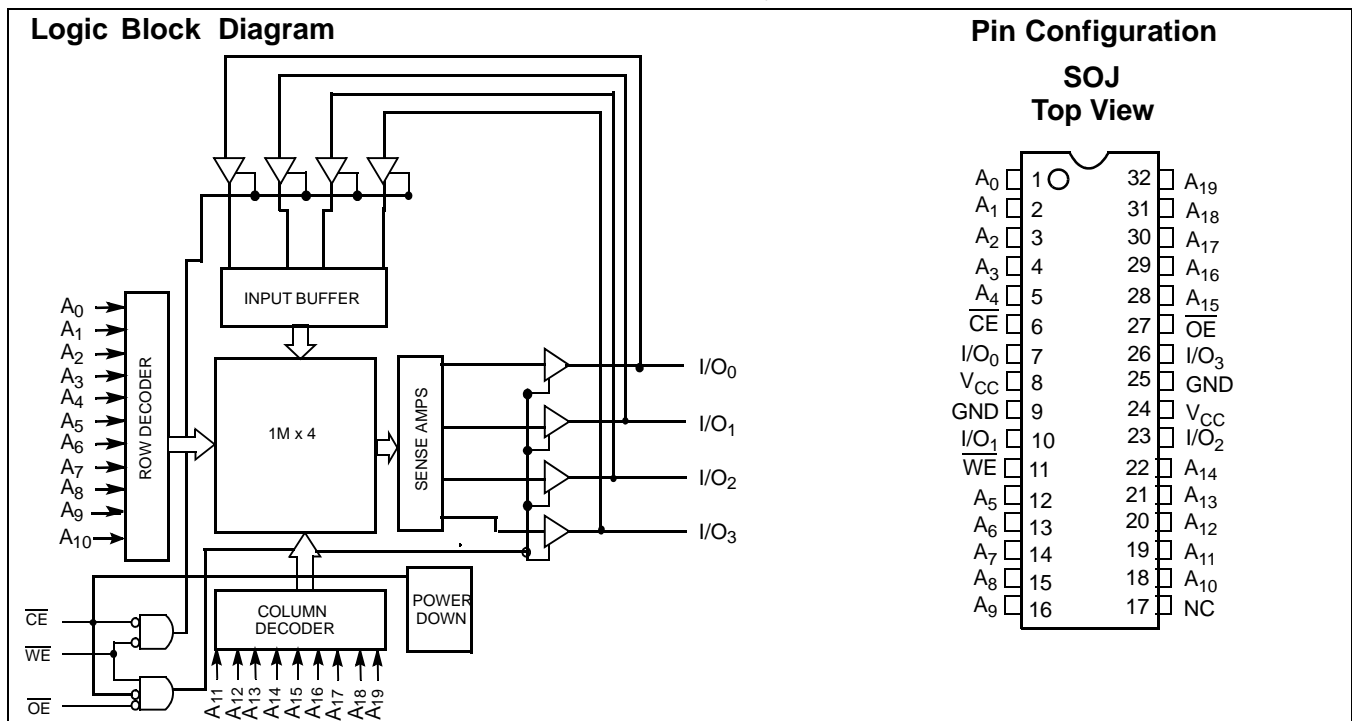 Logic Block Diagram
INPUT BUFFER
A0
A1
A2
A3
A4
A5
A6
A7
A8
A9
A10
ROW DECODER
1M x 4
SENSE AMPS
I/O0
I/O1
I/O2
I/O3
COLUMN
DECODER
POWER
DOWN
CE
WE
OE
A11
A12
A13
A14
A15
A16
A17
A18
A19
Pin Configuration
SOJ
Top View
A0 1 32 A19
A1 2 31 A18
A2 3 30 A17
A3 4 29 A16
A4 5 28 A15
CE 6 27 OE
I/O0 7 26 I/O3
VCC 8 25 GND
GND 9 24 VCC
I/O1 10 23 I/O2
WE 11 22 A14
A5 12 21 A13
A6 13 20 A12
A7 14 19 A11
A8 15 18 A10
A9 16 17 NC